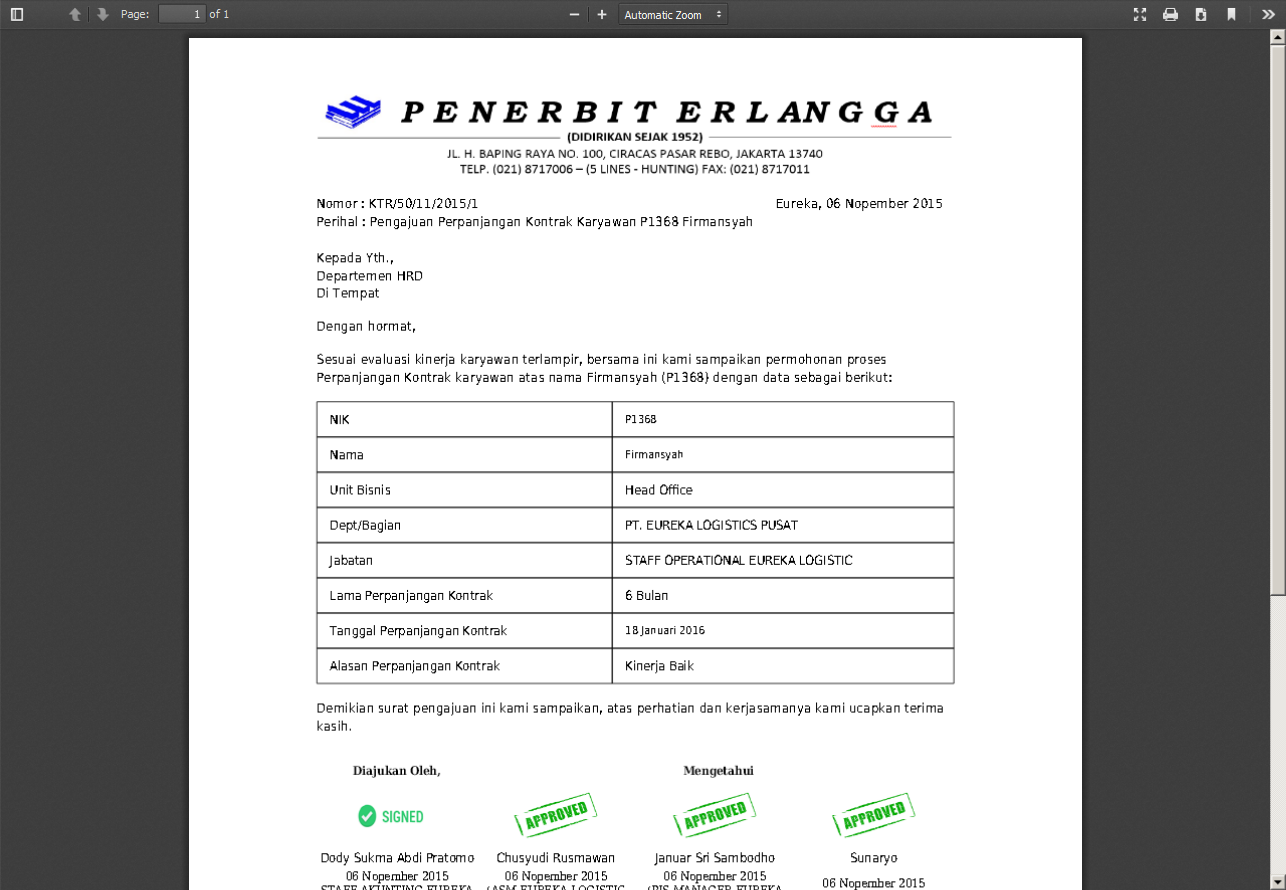 Page: 1 of 1 Automatic Zoom
PENERBIT ERLANGGA
(DIDIRIKAN SEJAK 1952)
JL. H. BAPING RAYA NO. 100, CIRACAS PASAR REBO, JAKARTA 13740
TELP. (021) 8717006 – (5 LINES - HUNTING) FAX: (021) 8717011
Nomor : KTR/50/11/2015/1 Eureka, 06 Nopember 2015
Perihal : Pengajuan Perpanjangan Kontrak Karyawan P1368 Firmansyah
Kepada Yth.,
Departemen HRD
Di Tempat
Dengan hormat,
Sesuai evaluasi kinerja karyawan terlampir, bersama ini kami sampaikan permohonan proses
Perpanjangan Kontrak karyawan atas nama Firmansyah (P1368) dengan data sebagai berikut:
NIK P1368
Nama Firmansyah
Unit Bisnis Head Office
Dept/Bagian PT. EUREKA LOGISTICS PUSAT
Jabatan STAFF OPERATIONAL EUREKA LOGISTIC
Lama Perpanjangan Kontrak 6 Bulan
Tanggal Perpanjangan Kontrak 18 Januari 2016
Alasan Perpanjangan Kontrak Kinerja Baik
Demikian surat pengajuan ini kami sampaikan, atas perhatian dan kerjasamanya kami ucapkan terima
kasih.
Diajukan Oleh, Mengetahui
SIGNED APPROVED APPROVED APPROVED
Dody Sukma Abdi Pratomo Chusyudi Rusmawan Januar Sri Sambodho Sunaryo
06 Nopember 2015 06 Nopember 2015 06 Nopember 2015 06 Nopember 2015
STAFF AKUNTING EUREKA (ASM EUREKA LOGISTIC (BIS MANAGER EUREKA